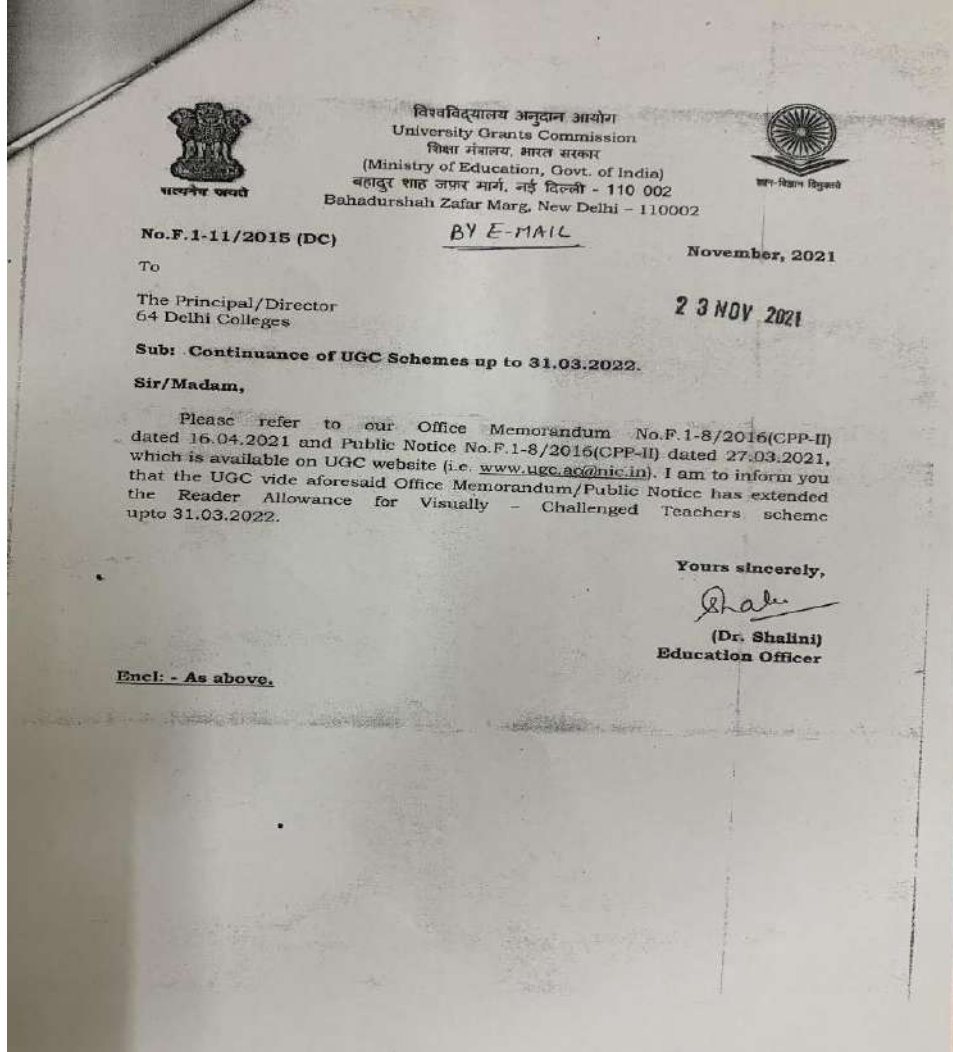 विश्वविद्यालय अनुदान आयोग
University Grants Commission
शिक्षा मंत्रालय, भारत सरकार
(Ministry of Education, Govt. of India)
बहादुर शाह ज़फ़र मार्ग, नई दिल्ली - 110 002
Bahadurshah Zafar Marg, New Delhi – 110002
सत्यमेव जयते
ज्ञान-विज्ञान विमुक्तये
No.F.1-11/2015 (DC)
BY E-MAIL
November, 2021
To
The Principal/Director
64 Delhi Colleges
23 NOV 2021
Sub: Continuance of UGC Schemes up to 31.03.2022.
Sir/Madam,
Please refer to our Office Memorandum No.F.1-8/2016(CPP-II)
dated 16.04.2021 and Public Notice No.F.1-8/2016(CPP-II) dated 27.03.2021,
which is available on UGC website (i.e. www.ugc.ac@nic.in). I am to inform you
that the UGC vide aforesaid Office Memorandum/Public Notice has extended
the Reader Allowance for Visually – Challenged Teachers scheme
upto 31.03.2022.
Yours sincerely,
Shalini
(Dr. Shalini)
Education Officer
Encl: - As above.